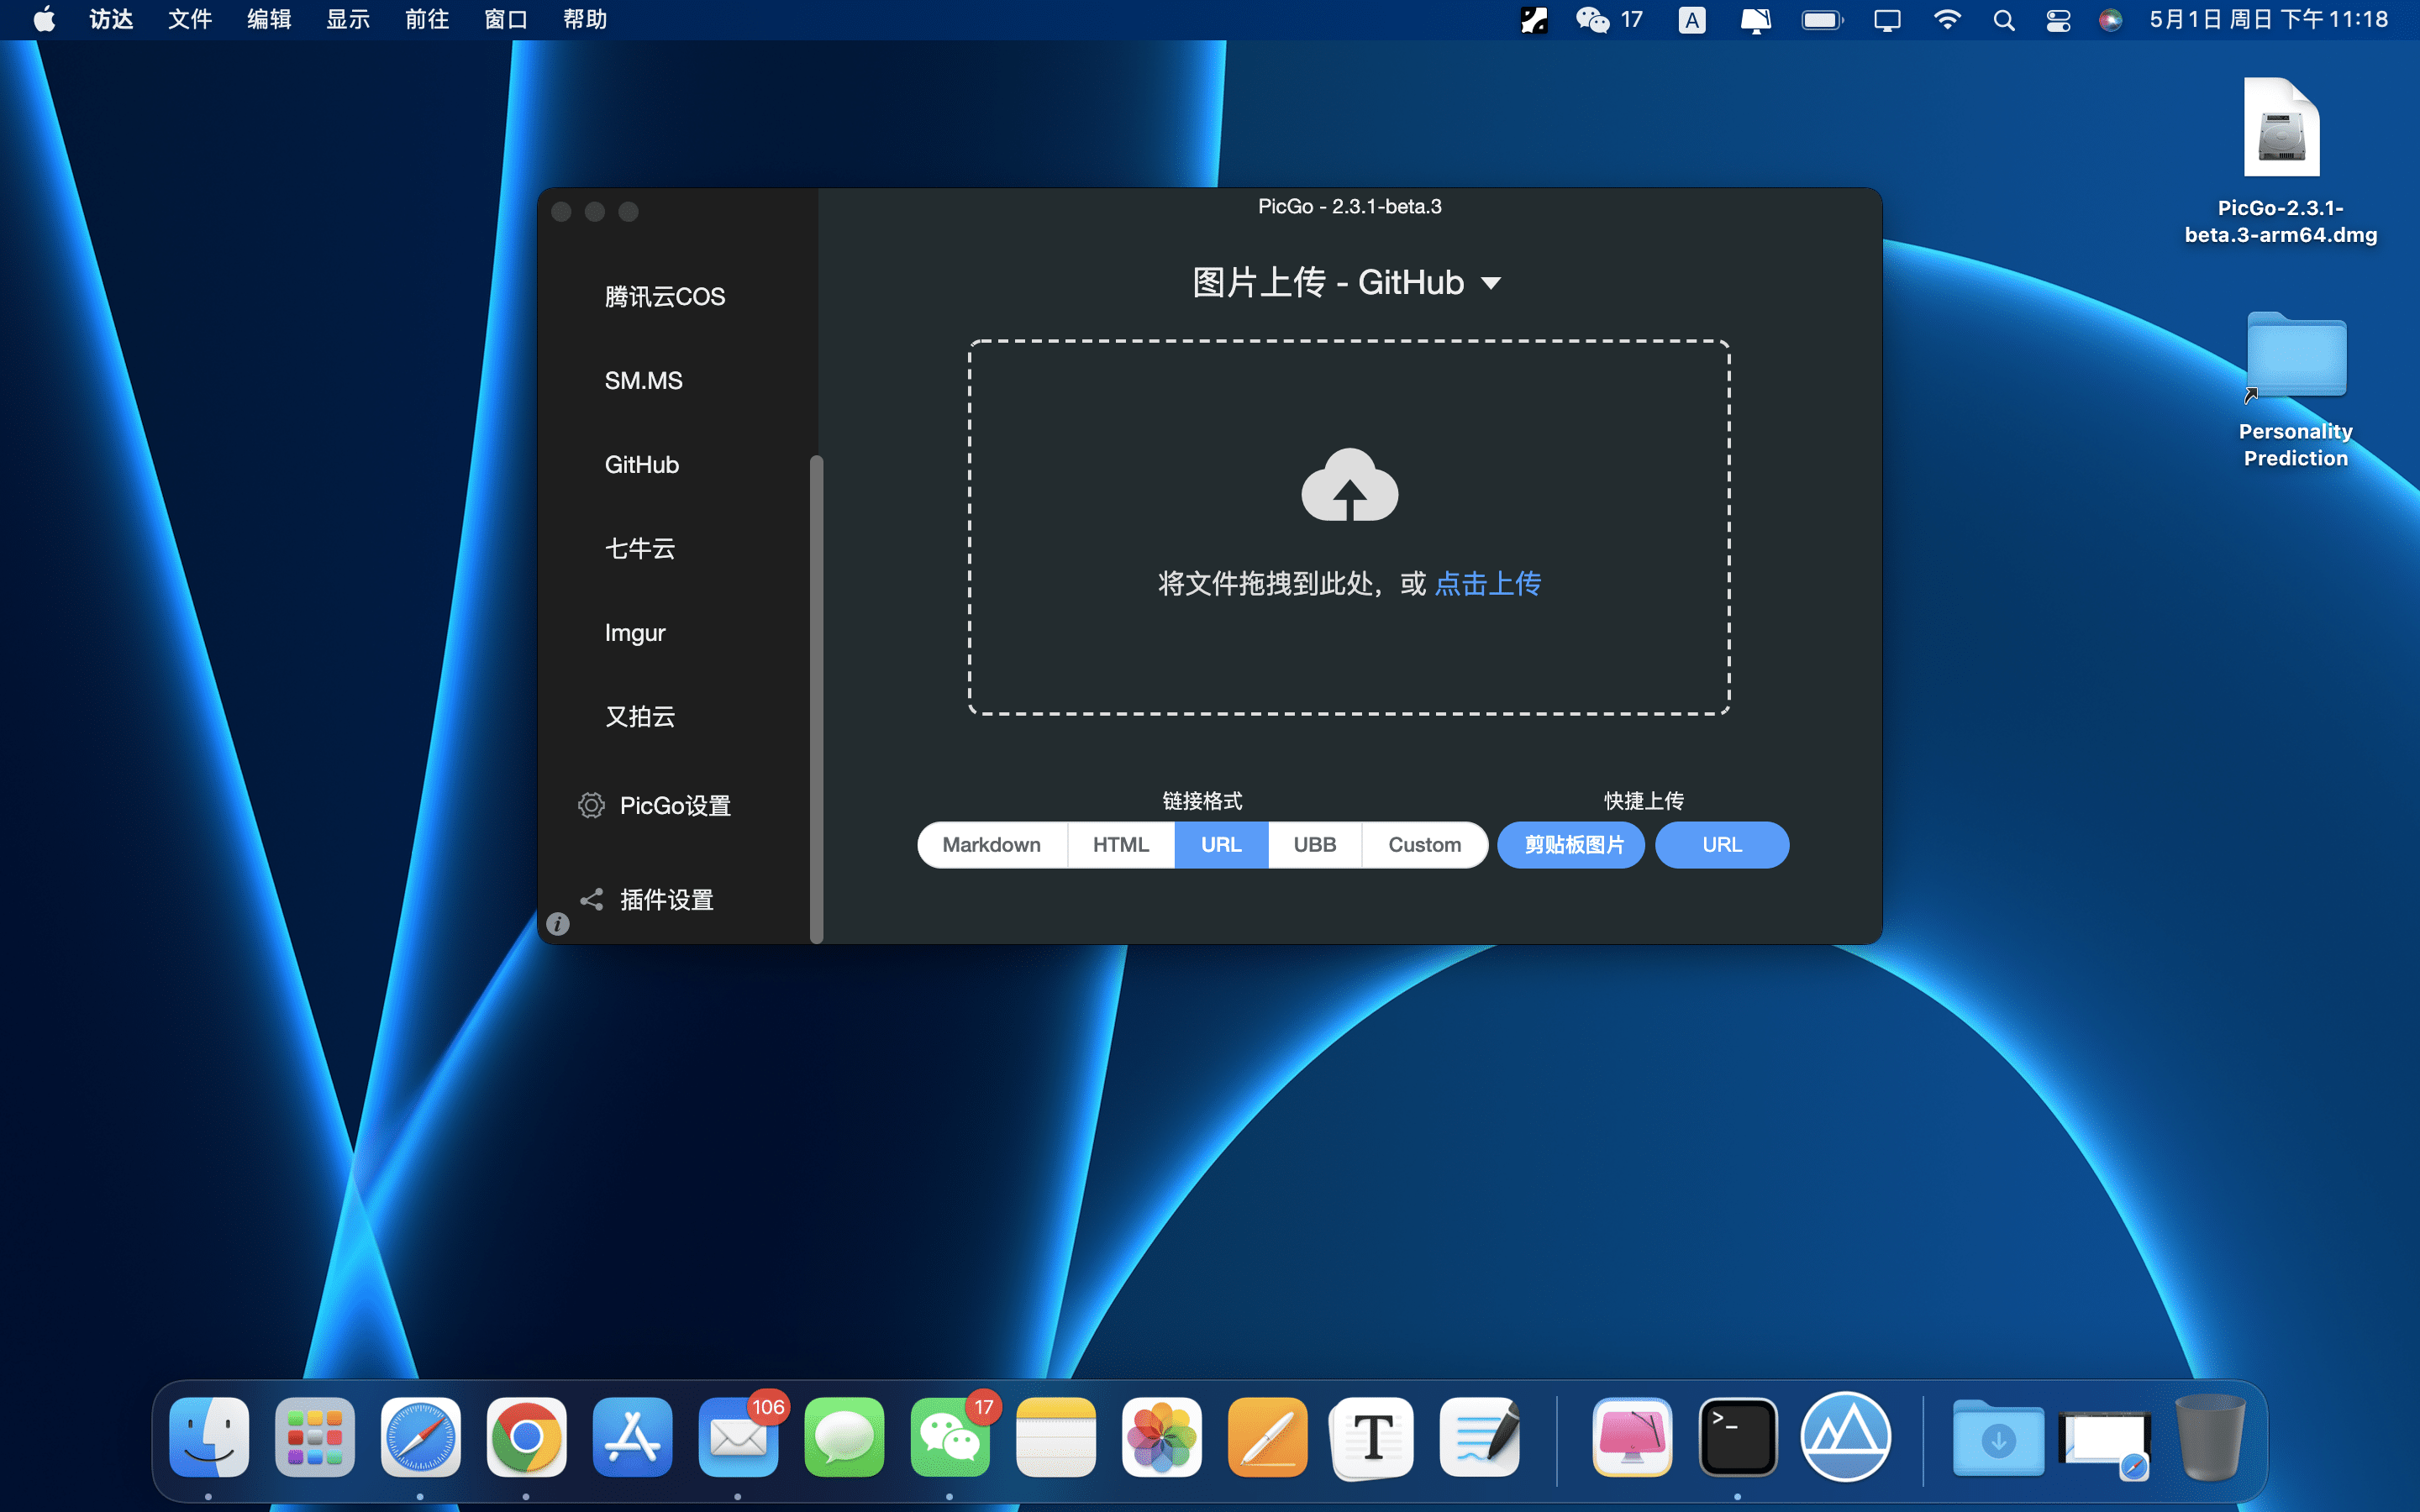 访达 文件 编辑 显示 前往 窗口 帮助
17 A 5月1日 周日 下午 11:18
PicGo-2.3.1-
beta.3-arm64.dmg
Personality
Prediction
PicGo - 2.3.1-beta.3
腾讯云COS
SM.MS
GitHub
七牛云
Imgur
又拍云
PicGo设置
插件设置
图片上传 - GitHub
将文件拖拽到此处，或 点击上传
链接格式
快捷上传
Markdown HTML URL UBB Custom
剪贴板图片 URL
106
17
T
>_